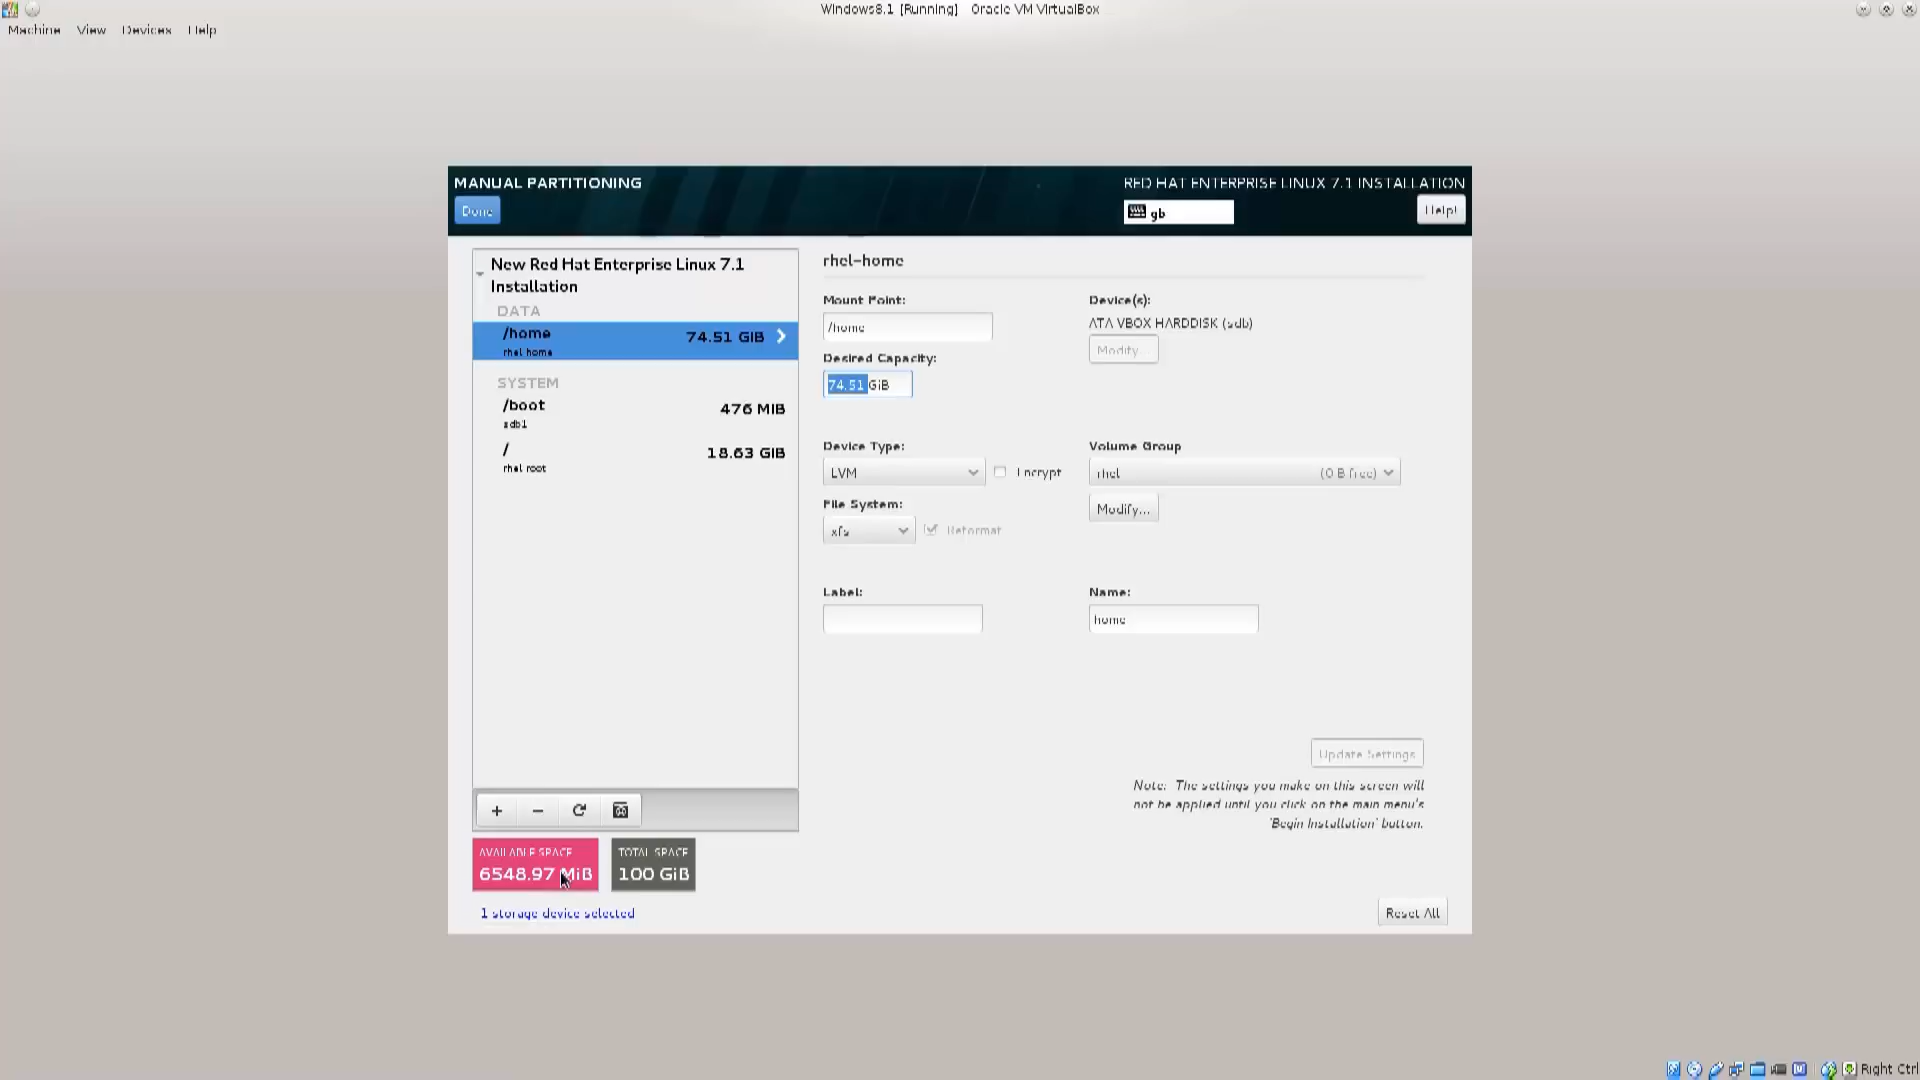 Windows8.1 [Running] Oracle VM VirtualBox
Machine View Devices Help
MANUAL PARTITIONING
RED HAT ENTERPRISE LINUX 7.1 INSTALLATION
Done
gb
Help!
New Red Hat Enterprise Linux 7.1
Installation
DATA
/home 74.51 GiB
rhel home
SYSTEM
/boot 476 MiB
sdb1
/ 18.63 GiB
rhel root
rhel-home
Mount Point:
/home
Device(s):
ATA VBOX HARDDISK (sdb)
Modify...
Desired Capacity:
74.51 GiB
Device Type:
LVM
Encrypt
Volume Group
rhel (0 B free)
Modify...
File System:
xfs
Reformat
Label:
Name:
home
Update Settings
Note: The settings you make on this screen will
not be applied until you click on the main menu's
'Begin Installation' button.
+ -
AVAILABLE SPACE
6548.97 MiB
TOTAL SPACE
100 GiB
1 storage device selected
Reset All
Right Ctrl